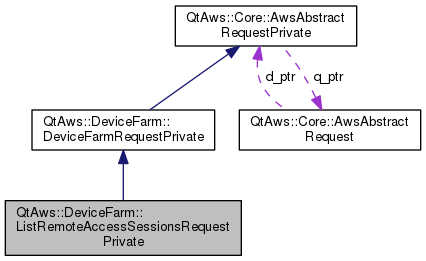 QtAws::Core::AwsAbstract
RequestPrivate
d_ptr
q_ptr
QtAws::DeviceFarm::
DeviceFarmRequestPrivate
QtAws::Core::AwsAbstract
Request
QtAws::DeviceFarm::
ListRemoteAccessSessionsRequest
Private